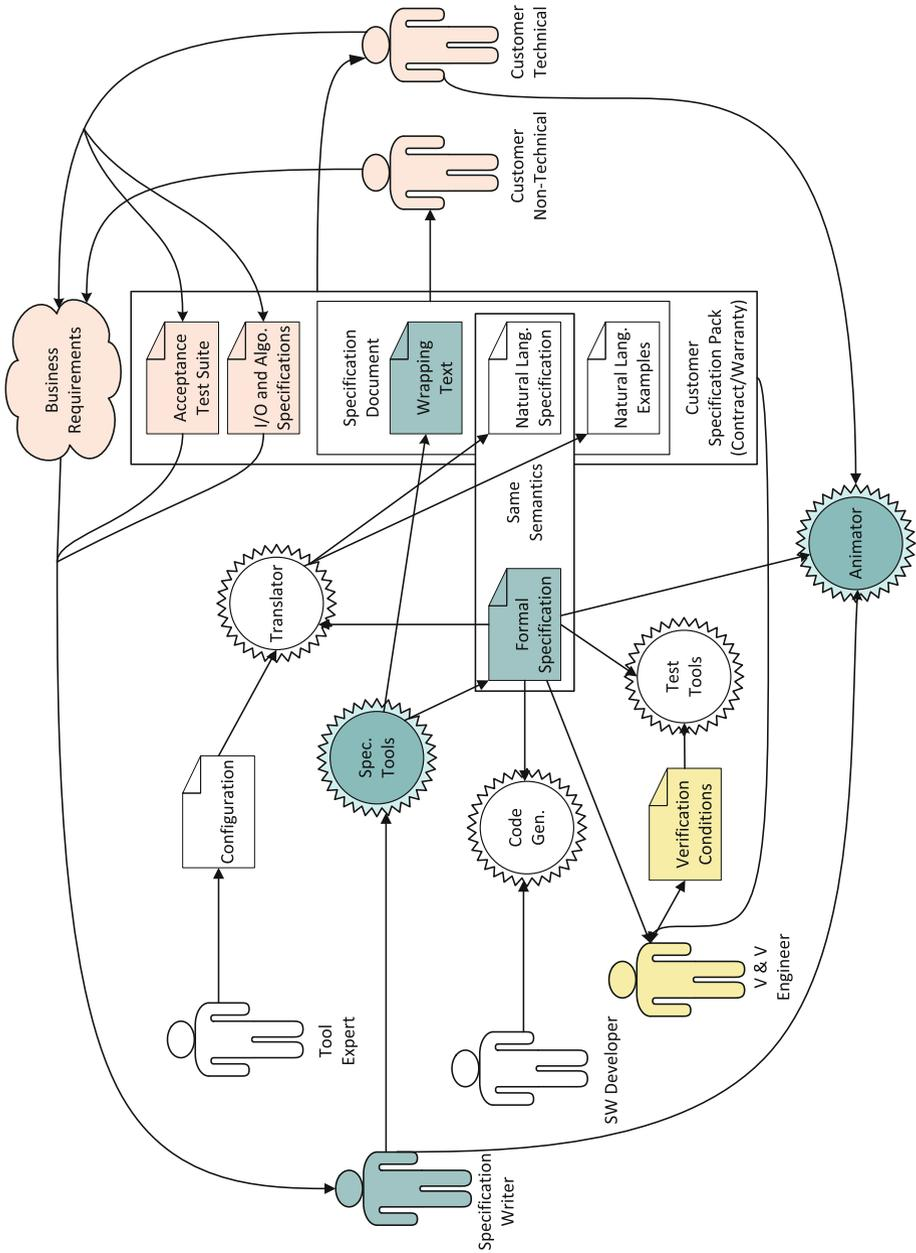 Business
Requirements
Customer
Technical
Customer
Non-Technical
Acceptance
Test Suite
I/O and Algo.
Specifications
Specification
Document
Wrapping
Text
Natural Lang.
Specification
Natural Lang.
Examples
Customer
Specification Pack
(Contract/Warranty)
Same
Semantics
Translator
Formal
Specification
Animator
Configuration
Spec.
Tools
Code
Gen.
Test
Tools
Verification
Conditions
Tool
Expert
SW Developer
V & V
Engineer
Specification
Writer